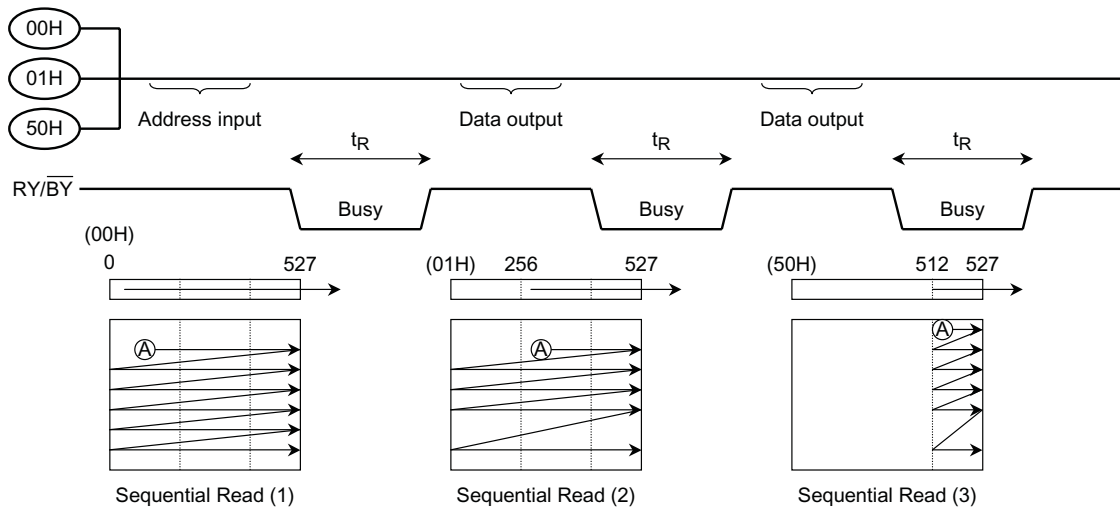 00H
01H
50H
Address input
Data output
Data output
tR
tR
tR
RY/BY
Busy
Busy
Busy
(00H)
0
527
(01H)
256
527
(50H)
512
527
A
A
A
Sequential Read (1)
Sequential Read (2)
Sequential Read (3)